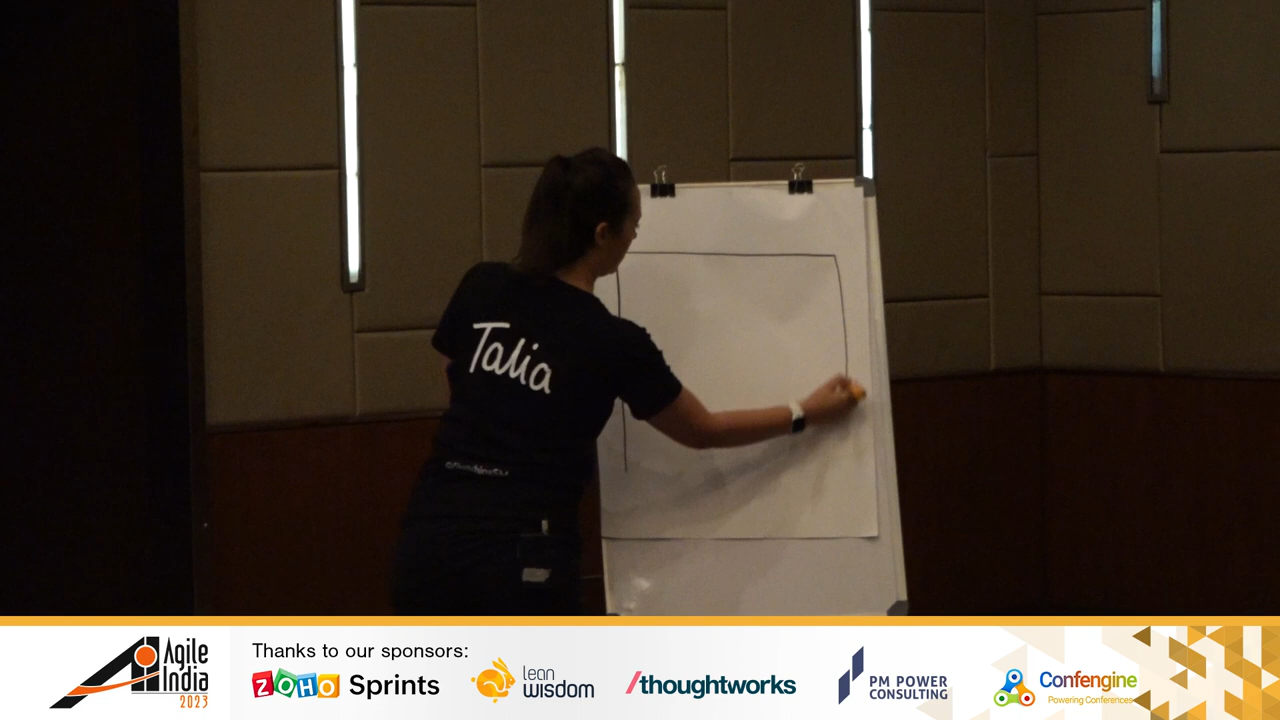 Talia
Agile
India
2023
Thanks to our sponsors:
ZOHO Sprints
lean
wisdom
/thoughtworks
PM POWER
CONSULTING
Confengine
Powering Conferences